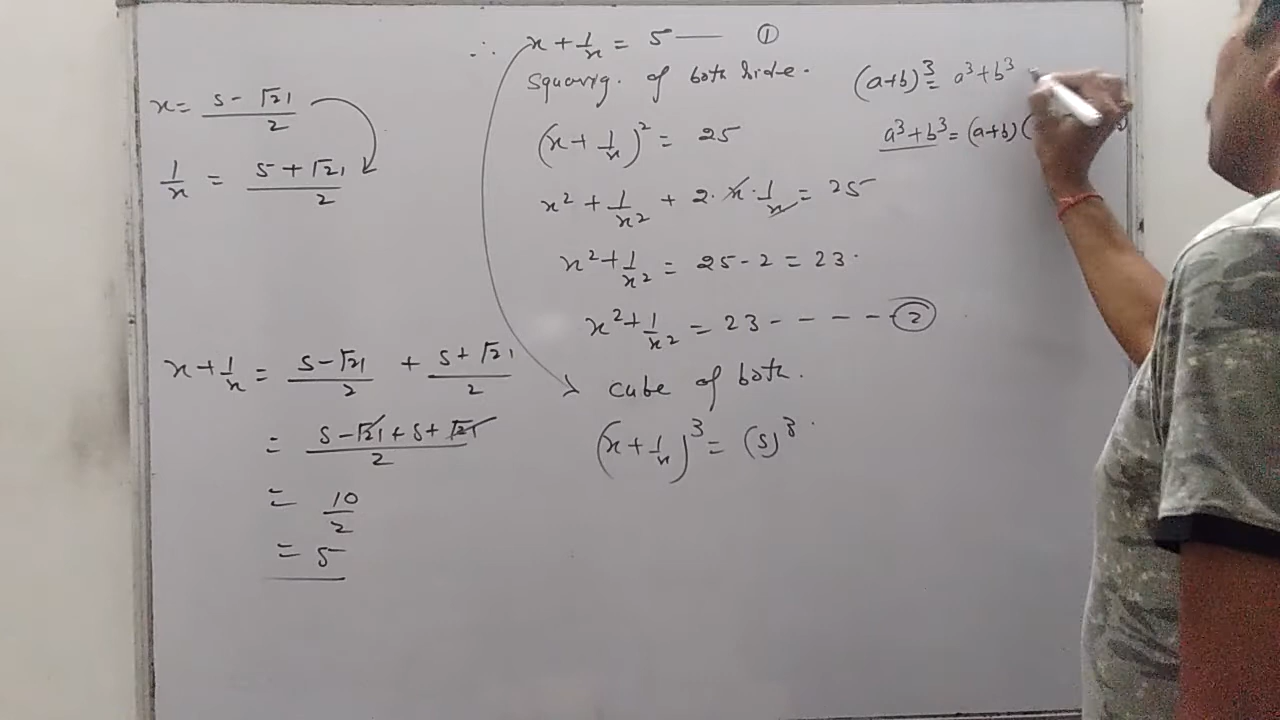 x = (5 - √21)/2
1/x = (5 + √21)/2
x + 1/x = (5 - √21)/2 + (5 + √21)/2
= (5 - √21 + 5 + √21)/2
= 10/2
= 5
∴ x + 1/x = 5 — ①
squarig. of both side.
(x + 1/x)² = 25
x² + 1/x² + 2 · x · 1/x = 25
x² + 1/x² = 25 - 2 = 23.
x² + 1/x² = 23 - - - - ②
cube of both.
(x + 1/x)³ = (5)³
(a+b)³ = a³ + b³
a³ + b³ = (a+b)(